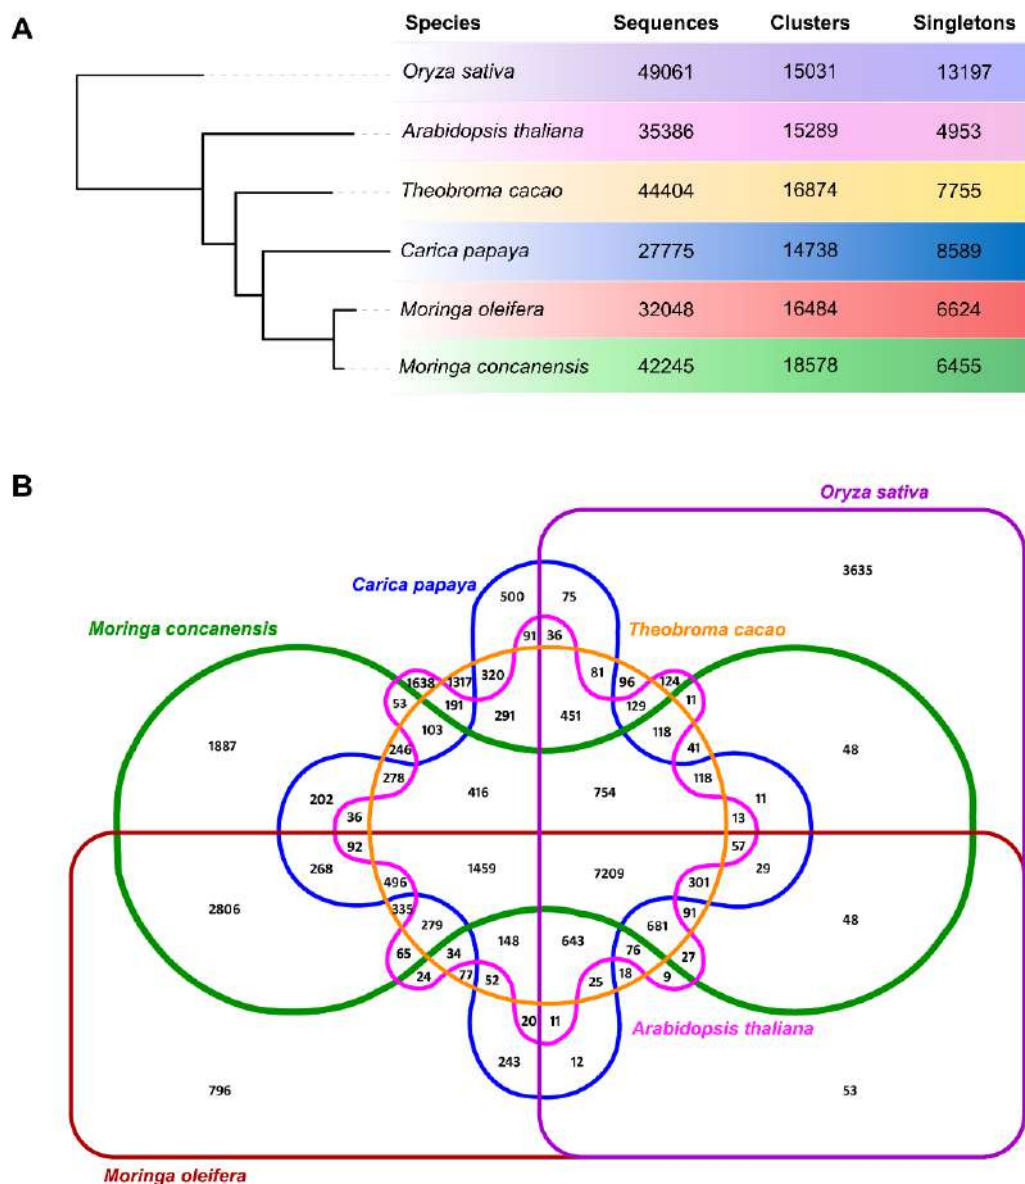 A
Species Sequences Clusters Singletons
Oryza sativa 49061 15031 13197
Arabidopsis thaliana 35386 15289 4953
Theobroma cacao 44404 16874 7755
Carica papaya 27775 14738 8589
Moringa oleifera 32048 16484 6624
Moringa concanensis 42245 18578 6455
B
Oryza sativa
3635
Carica papaya
500 75
Moringa concanensis
Theobroma cacao
91 36
320 81 96
1638 1317 124
53 191 129 11
291 451
103 118
1887 246 41 48
278 118
416 754
202 11
36 13
92 57
268 1459 7209 29
496 301
335 91
2806 279 681 48
148 643
65 34 76 27
24 77 52 25 18 9
20 11
Arabidopsis thaliana
243 12
796 53
Moringa oleifera